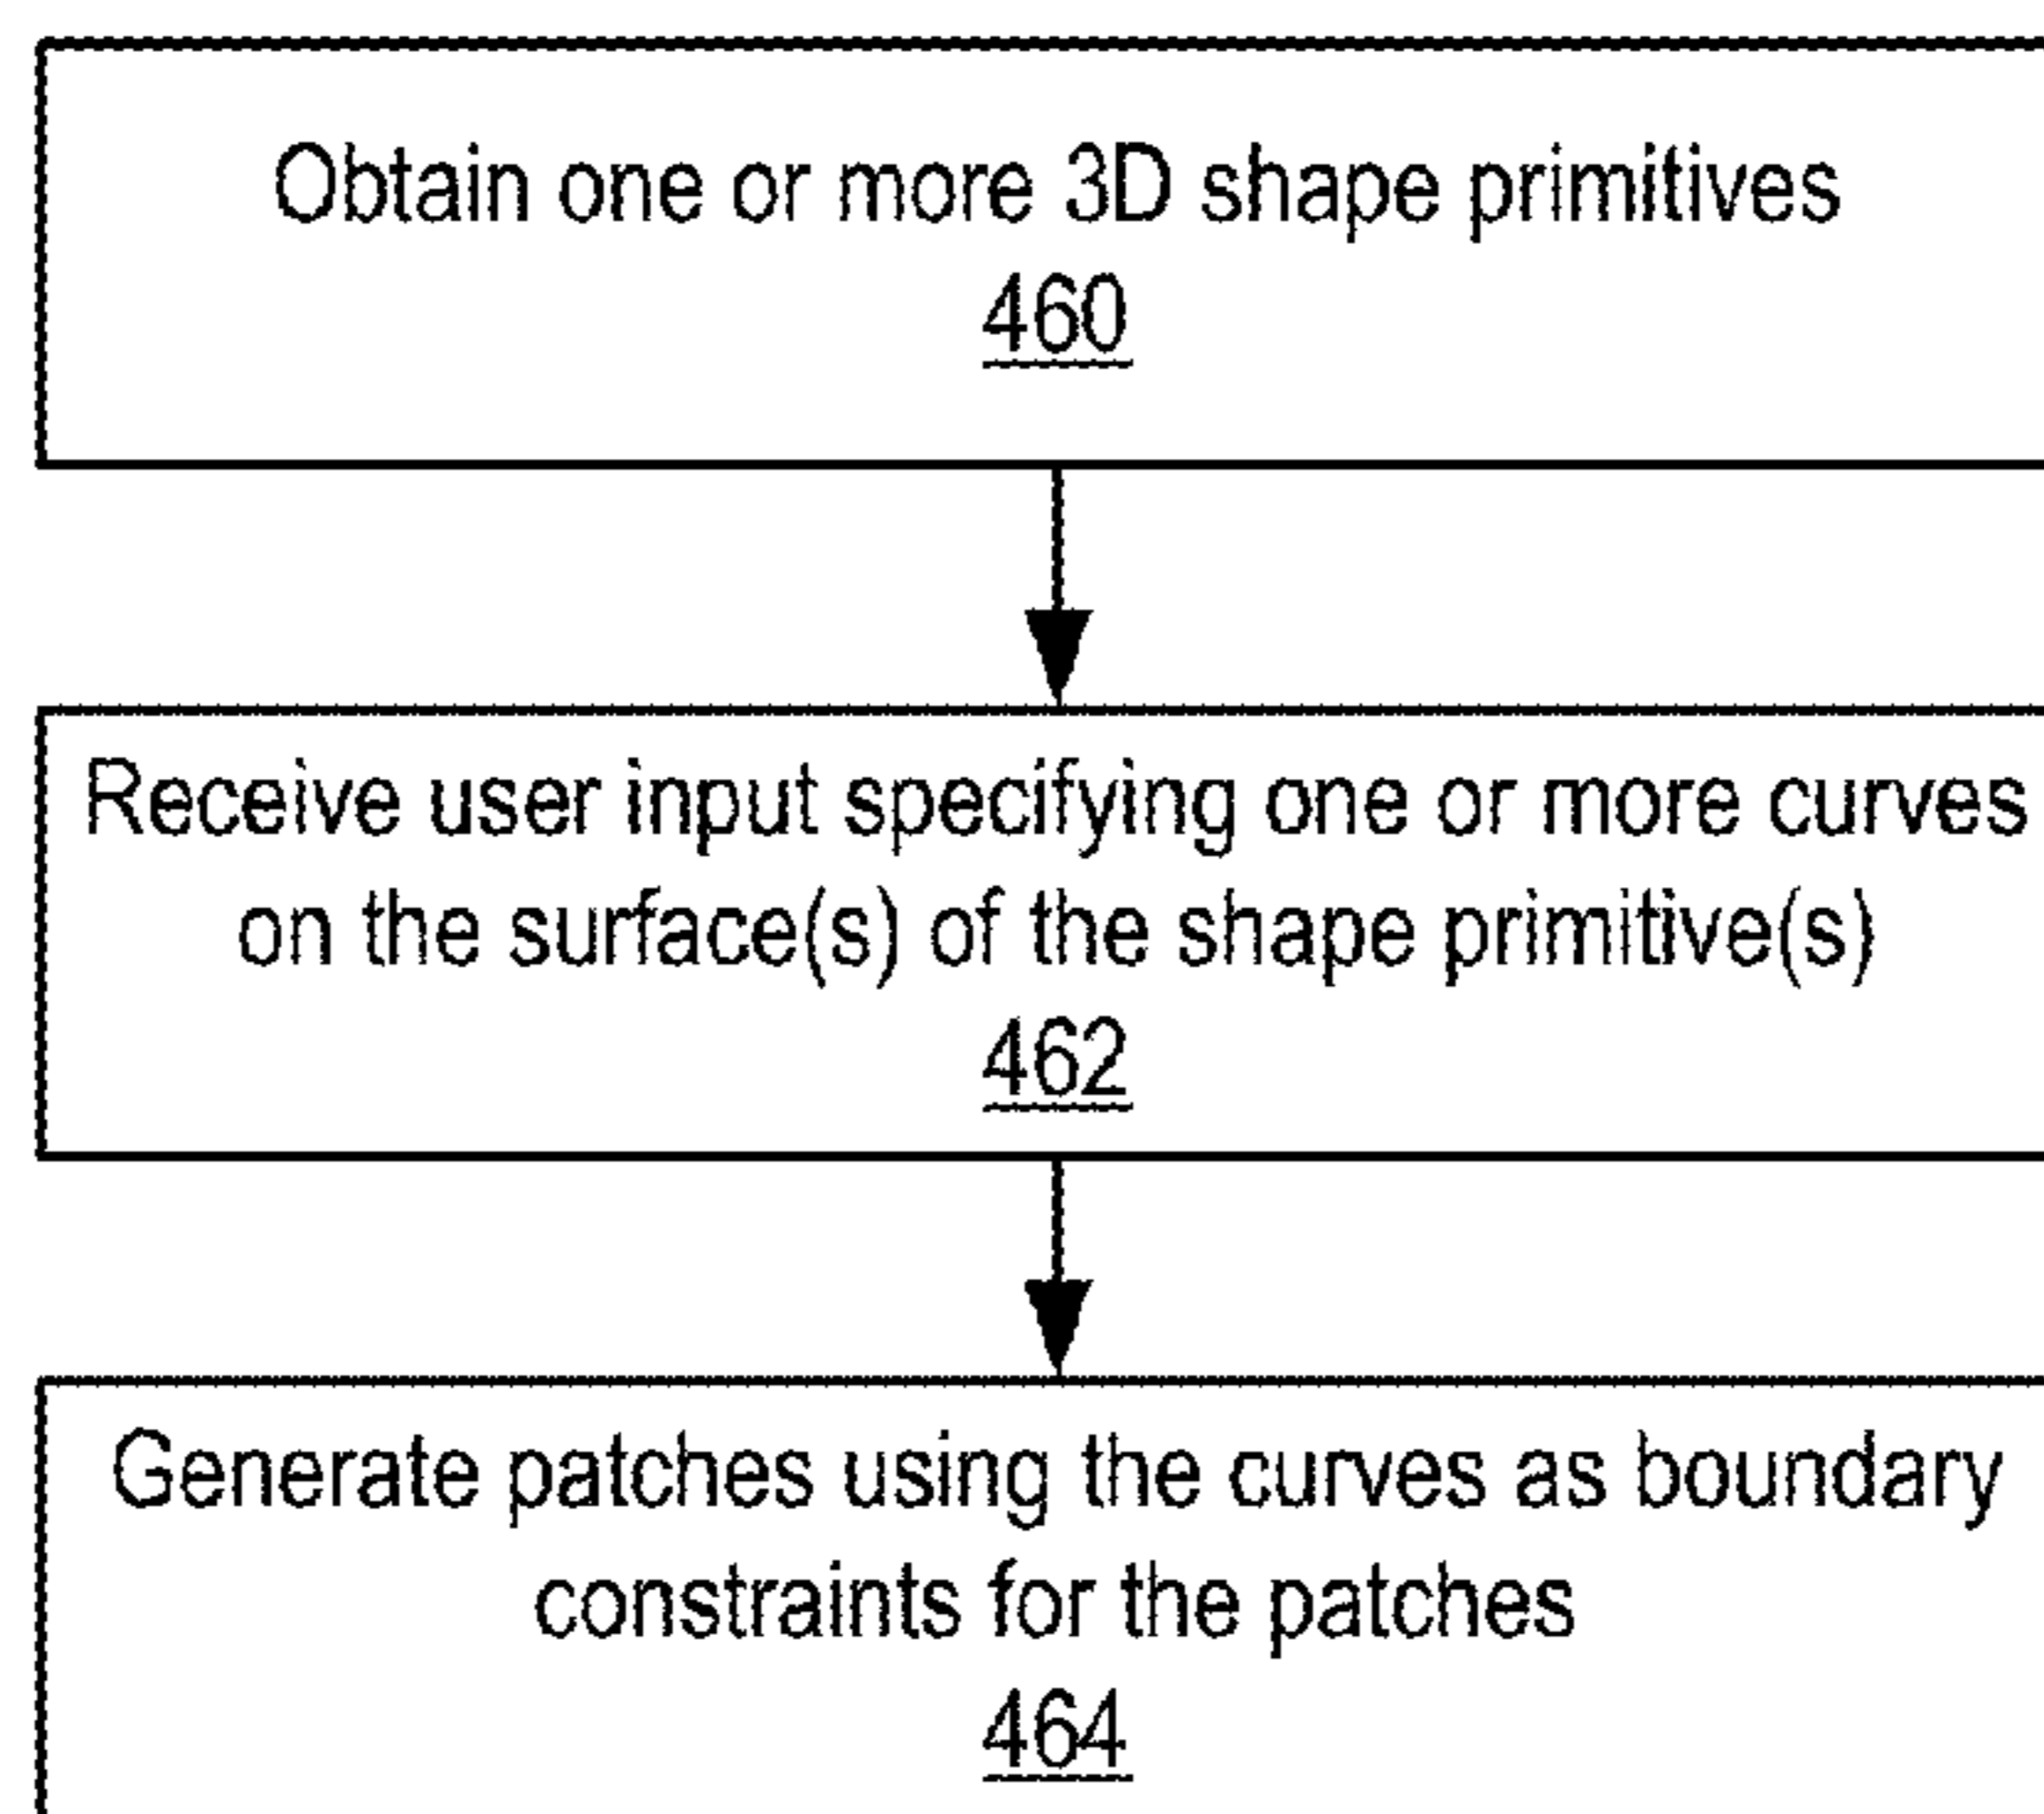 Obtain one or more 3D shape primitives
460
Receive user input specifying one or more curves
on the surface(s) of the shape primitive(s)
462
Generate patches using the curves as boundary
constraints for the patches
464